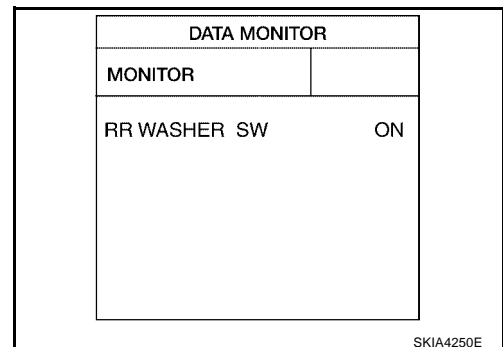 DATA MONITOR
MONITOR
RR WASHER SW ON
SKIA4250E